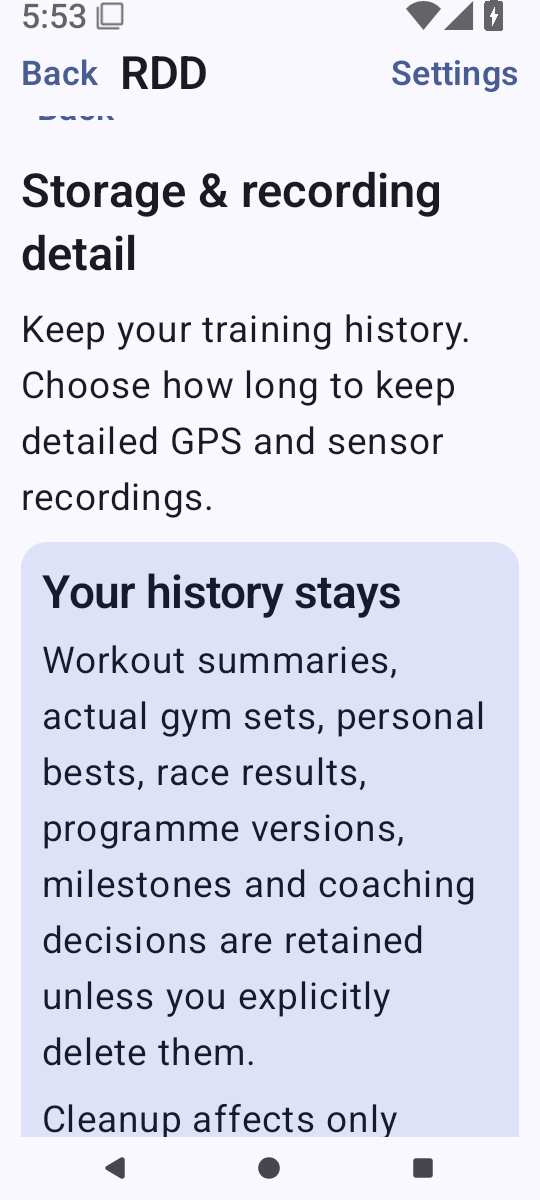 5:53
Back RDD Settings
Back
Storage & recording
detail
Keep your training history.
Choose how long to keep
detailed GPS and sensor
recordings.
Your history stays
Workout summaries,
actual gym sets, personal
bests, race results,
programme versions,
milestones and coaching
decisions are retained
unless you explicitly
delete them.
Cleanup affects only